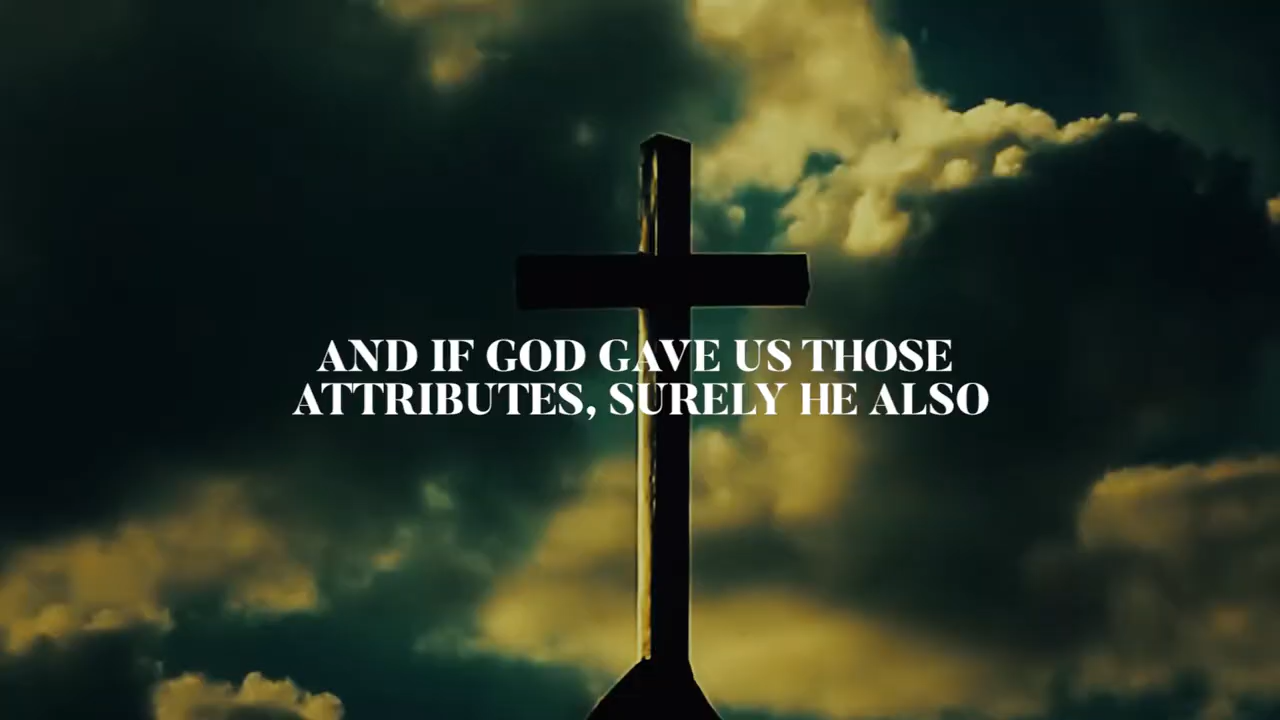 AND IF GOD GAVE US THOSE
ATTRIBUTES, SURELY HE ALSO